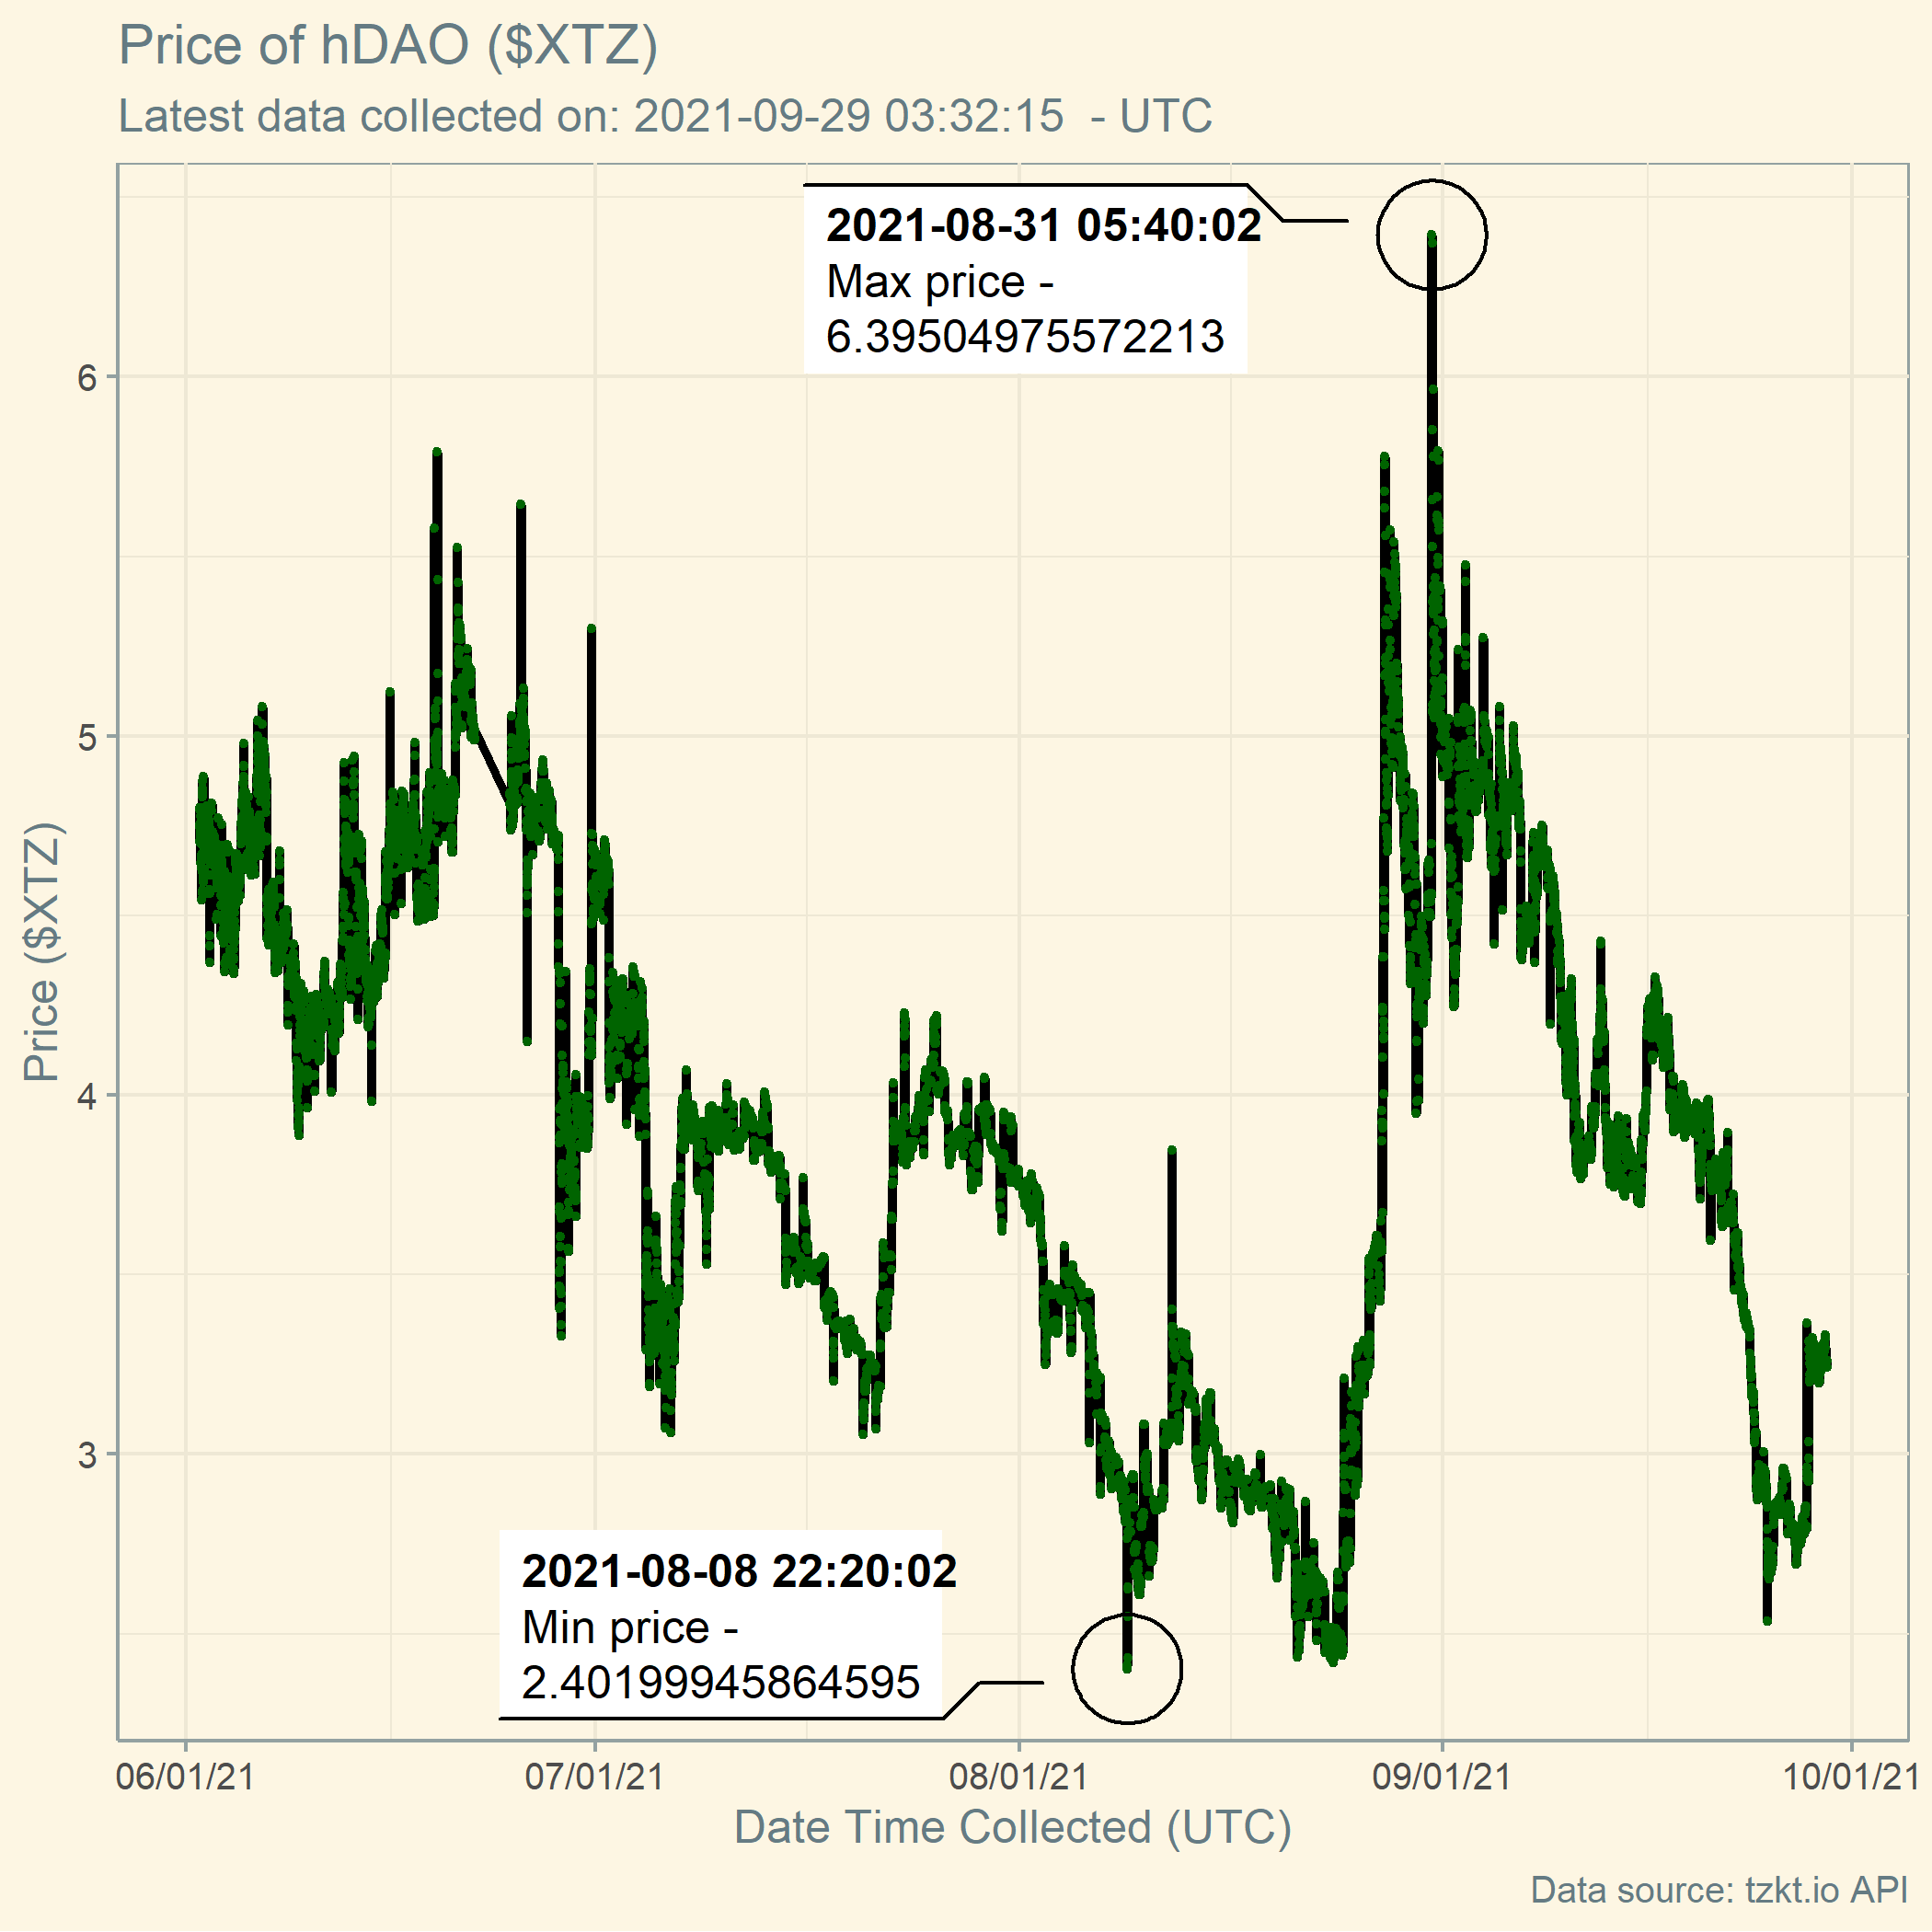 Price of hDAO ($XTZ)
Latest data collected on: 2021-09-29 03:32:15  - UTC
2021-08-31 05:40:02
Max price -
6.39504975572213
6
5
Price ($XTZ)
4
3
2021-08-08 22:20:02
Min price -
2.40199945864595
06/01/21 07/01/21 08/01/21 09/01/21 10/01/21
Date Time Collected (UTC)
Data source: tzkt.io API